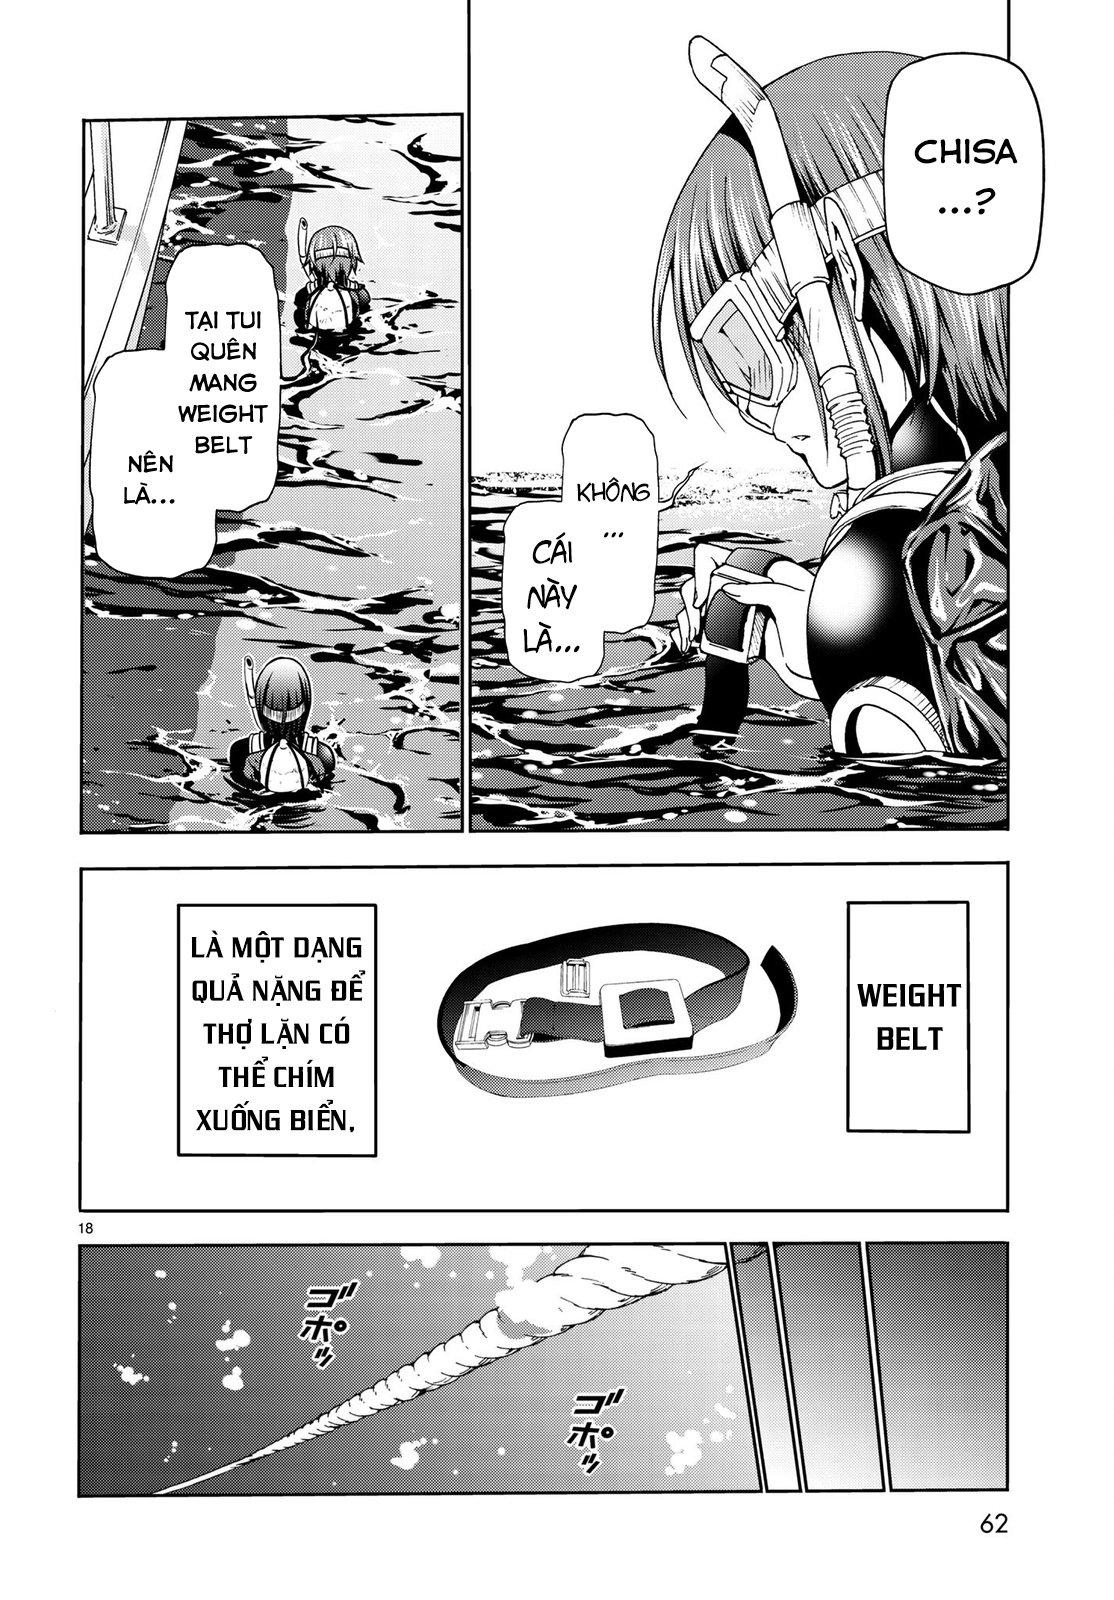 CHISA
...?
KHÔNG
...
CÁI
NÀY
LÀ...
TẠI TUI
QUÊN
MANG
WEIGHT
BELT
NÊN
LÀ...
WEIGHT
BELT
LÀ MỘT DẠNG
QUẢ NẶNG ĐỂ
THỢ LẶN CÓ
THỂ CHÍM
XUỐNG BIỂN.
18
ゴポッ
ゴポッ
62